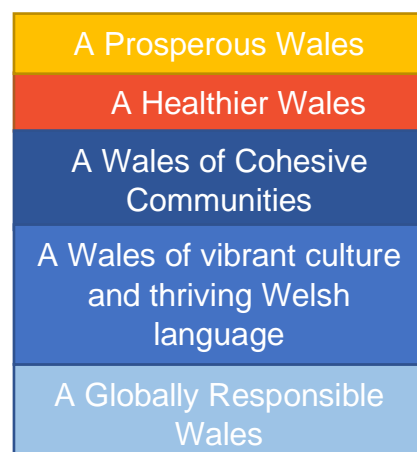 A Prosperous Wales
A Healthier Wales
A Wales of Cohesive
Communities
A Wales of vibrant culture
and thriving Welsh
language
A Globally Responsible
Wales